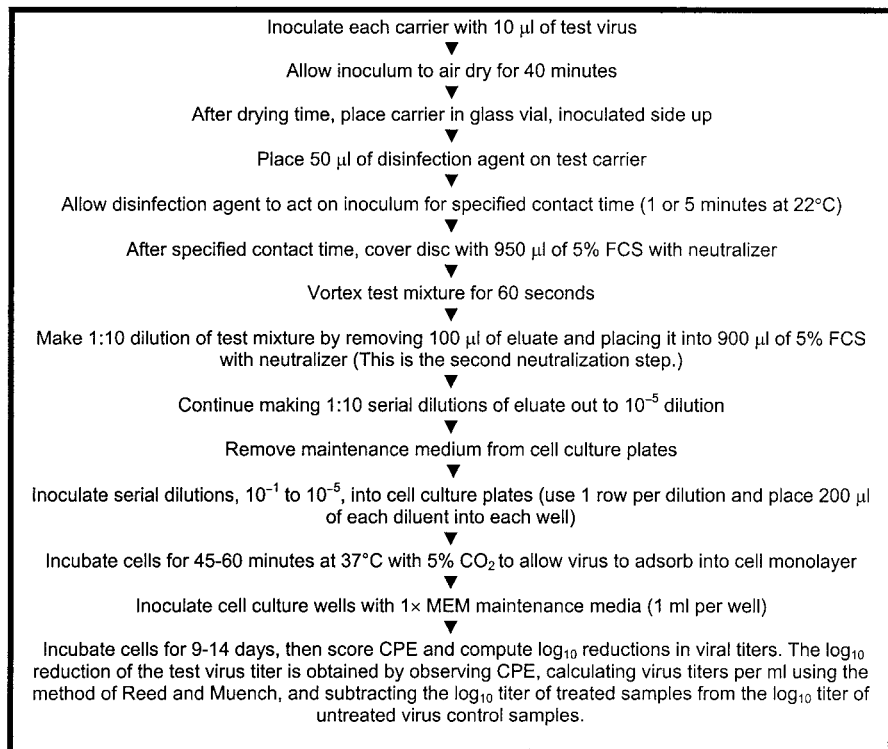 Inoculate each carrier with 10 µl of test virus
▼
Allow inoculum to air dry for 40 minutes
▼
After drying time, place carrier in glass vial, inoculated side up
▼
Place 50 µl of disinfection agent on test carrier
▼
Allow disinfection agent to act on inoculum for specified contact time (1 or 5 minutes at 22°C)
▼
After specified contact time, cover disc with 950 µl of 5% FCS with neutralizer
▼
Vortex test mixture for 60 seconds
▼
Make 1:10 dilution of test mixture by removing 100 µl of eluate and placing it into 900 µl of 5% FCS
with neutralizer (This is the second neutralization step.)
▼
Continue making 1:10 serial dilutions of eluate out to 10⁻⁵ dilution
▼
Remove maintenance medium from cell culture plates
▼
Inoculate serial dilutions, 10⁻¹ to 10⁻⁵, into cell culture plates (use 1 row per dilution and place 200 µl
of each diluent into each well)
▼
Incubate cells for 45-60 minutes at 37°C with 5% CO₂ to allow virus to adsorb into cell monolayer
▼
Inoculate cell culture wells with 1× MEM maintenance media (1 ml per well)
▼
Incubate cells for 9-14 days, then score CPE and compute log₁₀ reductions in viral titers. The log₁₀
reduction of the test virus titer is obtained by observing CPE, calculating virus titers per ml using the
method of Reed and Muench, and subtracting the log₁₀ titer of treated samples from the log₁₀ titer of
untreated virus control samples.